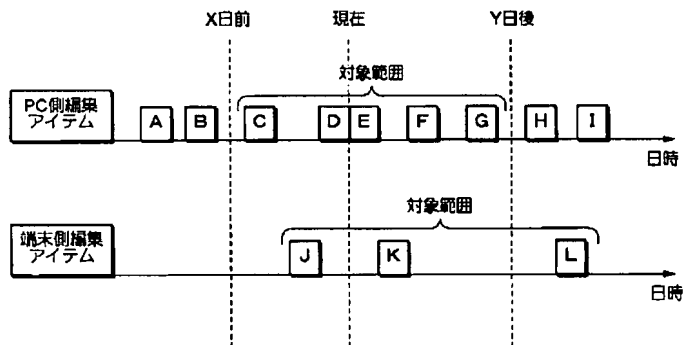 X日前 現在 Y日後
対象範囲
PC側編集
アイテム
A B C D E F G H I
日時
対象範囲
端末側編集
アイテム
J K L
日時